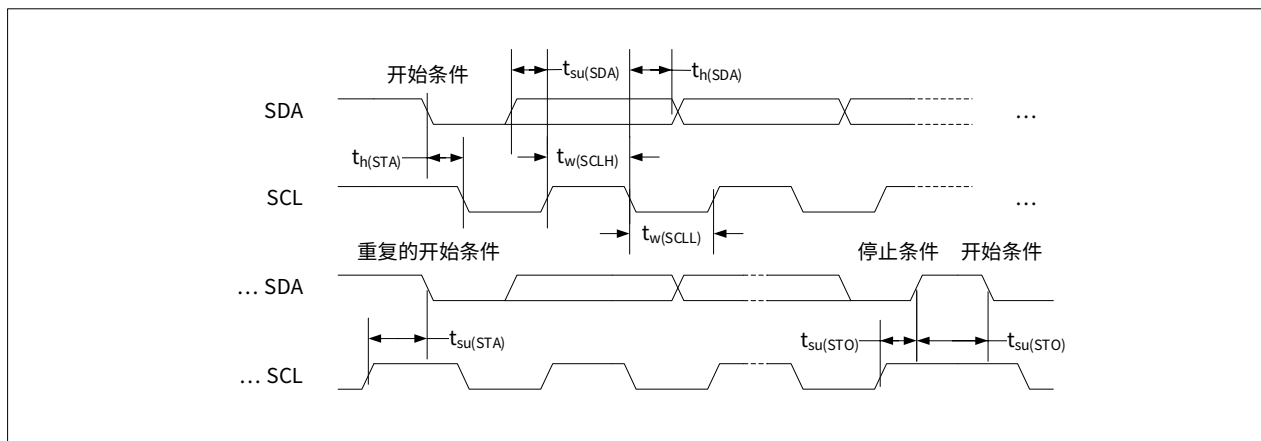 开始条件 tsu(SDA) th(SDA)
SDA …
th(STA) tw(SCLH)
SCL …
tw(SCLL)
重复的开始条件 停止条件 开始条件
… SDA
tsu(STA) tsu(STO) tsu(STO)
… SCL